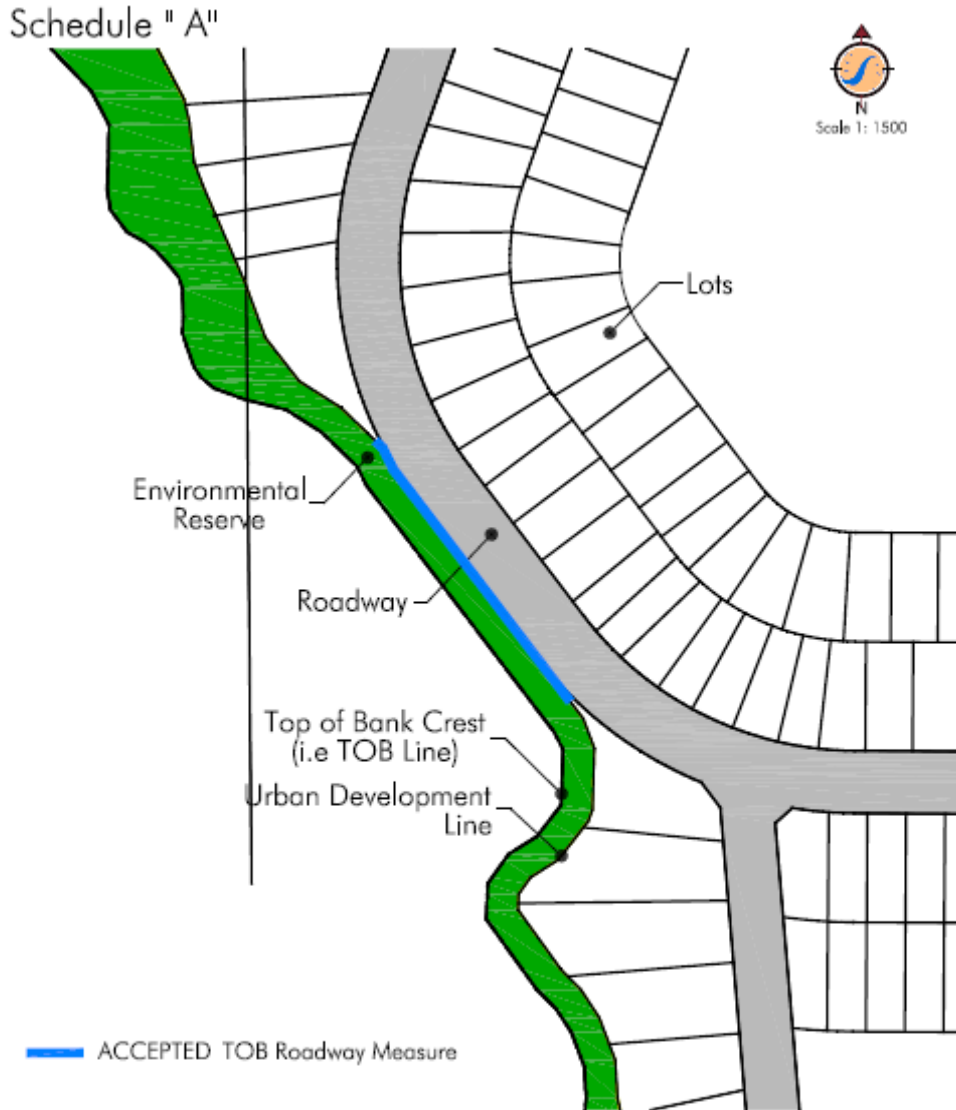 Schedule " A"
N
Scale 1: 1500
Lots
Environmental
Reserve
Roadway
Top of Bank Crest
(i.e TOB Line)
Urban Development
Line
ACCEPTED TOB Roadway Measure